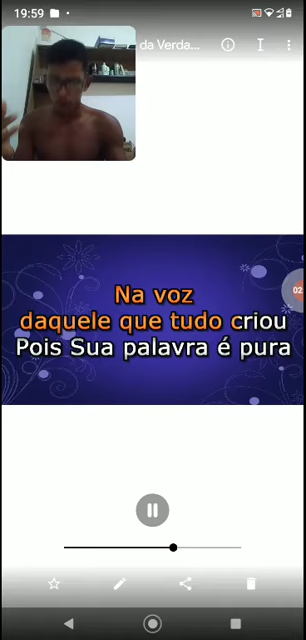 19:59
da Verda...
02
Na voz
daquele que tudo criou
Pois Sua palavra é pura